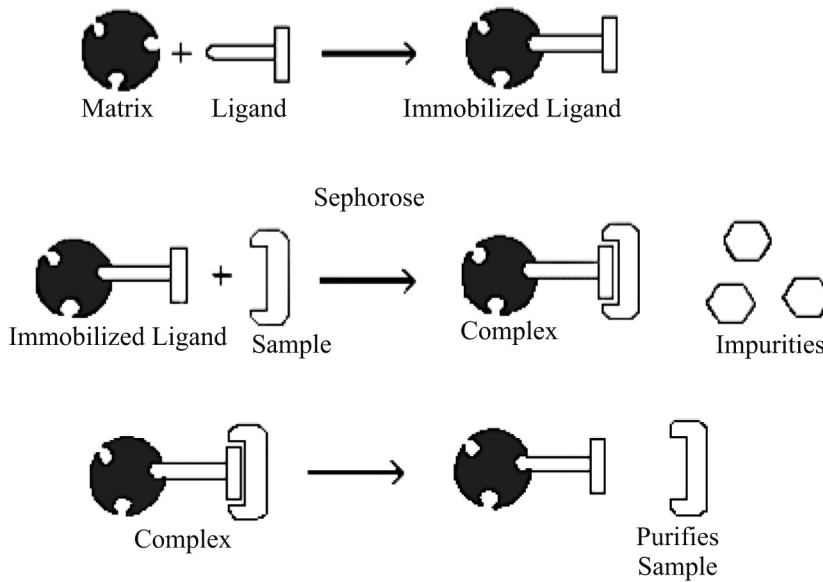 +
Matrix
Ligand
Immobilized Ligand
Sephorose
+
Immobilized Ligand
Sample
Complex
Impurities
Complex
Purifies
Sample